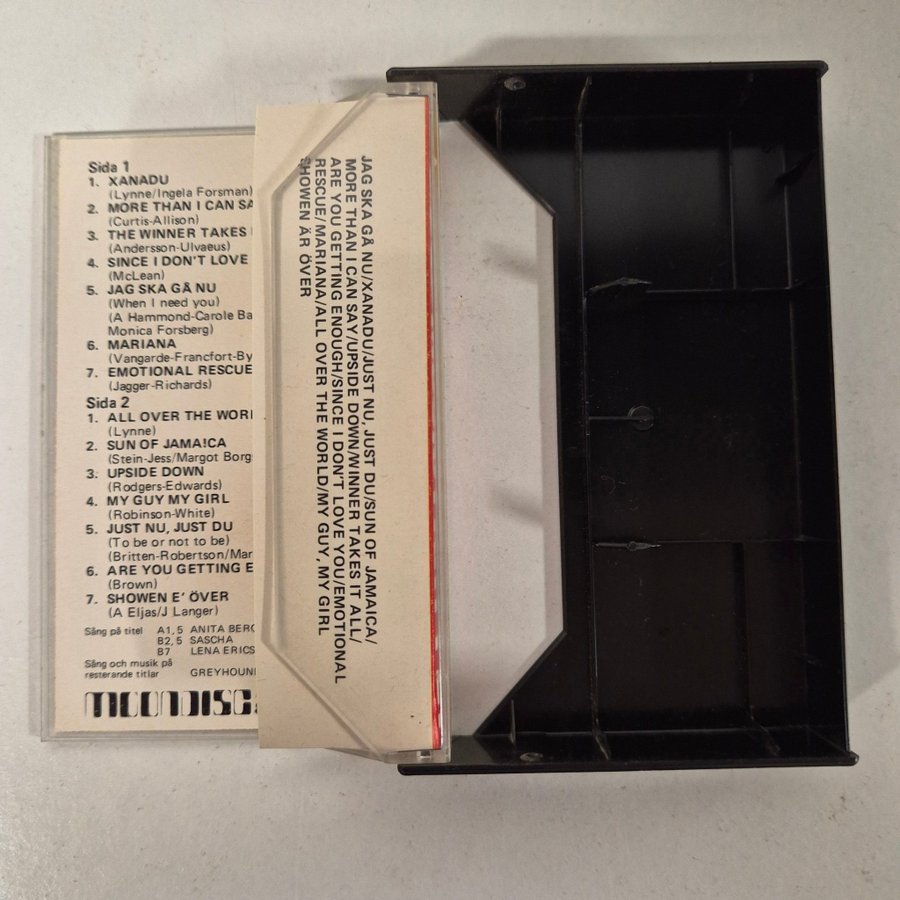 Sida 1
1. XANADU
(Lynne/Ingela Forsman)
2. MORE THAN I CAN SA
(Curtis-Allison)
3. THE WINNER TAKES
(Andersson-Ulvaeus)
4. SINCE I DON'T LOVE
(McLean)
5. JAG SKA GÅ NU
(When I need you)
(A Hammond-Carole Ba
Monica Forsberg)
6. MARIANA
(Vangarde-Francfort-By
7. EMOTIONAL RESCUE
(Jagger-Richards)
Sida 2
1. ALL OVER THE WORL
(Lynne)
2. SUN OF JAMAICA
(Stein-Jess/Margot Borg
3. UPSIDE DOWN
(Rodgers-Edwards)
4. MY GUY MY GIRL
(Robinson-White)
5. JUST NU, JUST DU
(To be or not to be)
(Britten-Robertson/Mar
6. ARE YOU GETTING E
(Brown)
7. SHOWEN E' ÖVER
(A Eljas/J Langer)
Sång på titel A1, 5 ANITA BERG
B2, 5 SASCHA
B7 LENA ERICS
Sång och musik på
resterande titlar GREYHOUN
MOONDISC
JAG SKA GÅ NU/XANADU/JUST NU, JUST DU/SUN OF JAMAICA/
MORE THAN I CAN SAY/UPSIDE DOWN/WINNER TAKES IT ALL/
ARE YOU GETTING ENOUGH/SINCE I DON'T LOVE YOU/EMOTIONAL
RESCUE/MARIANA/ALL OVER THE WORLD/MY GUY, MY GIRL
SHOWEN ÄR ÖVER